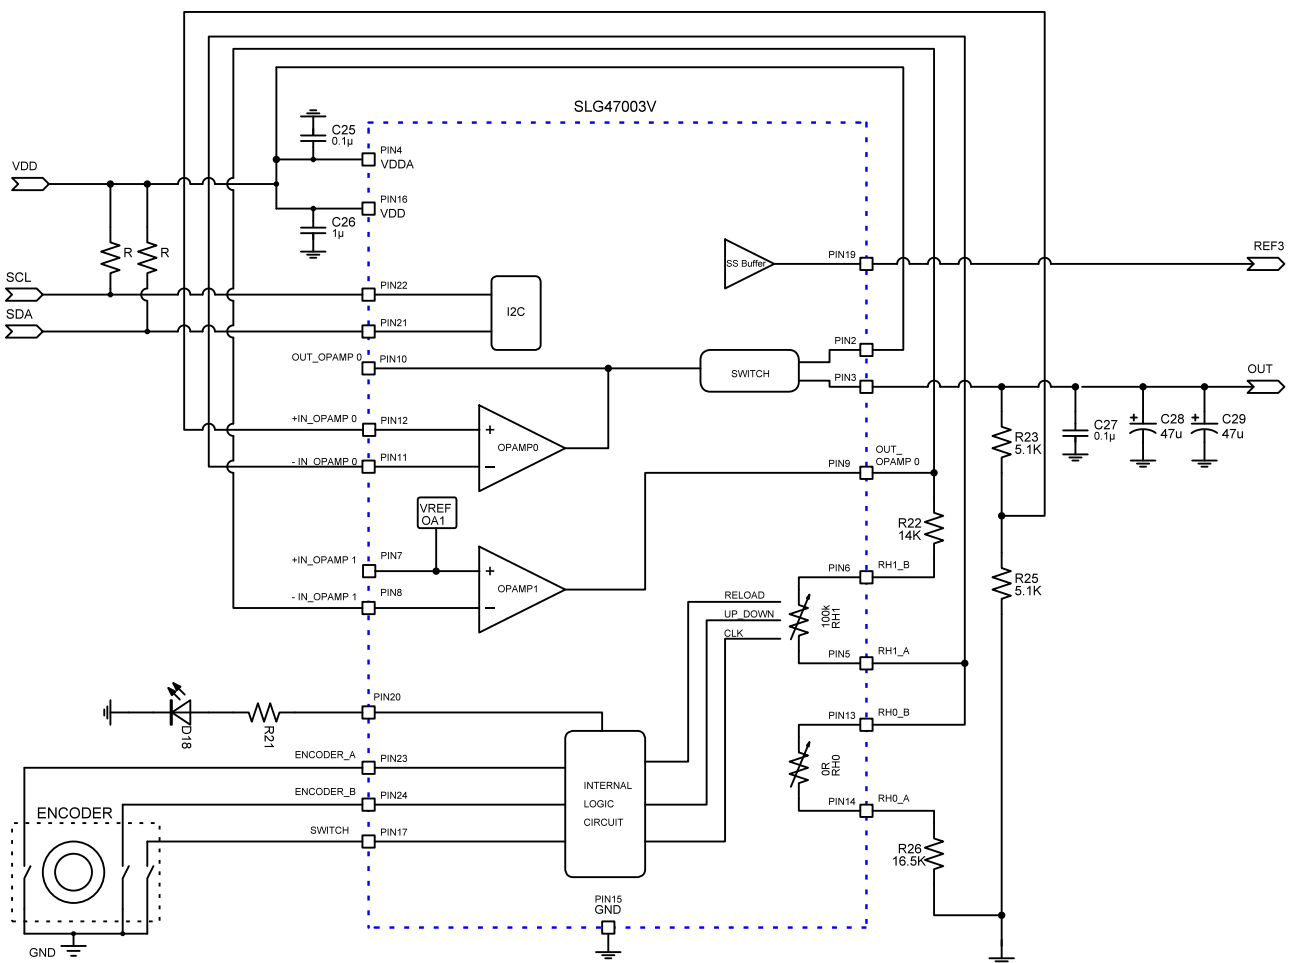 SLG47003V
C25
0.1µ
PIN4
VDDA
VDD
PIN16
VDD
C26
1µ
R
R
SS Buffer
PIN19
REF3
SCL
PIN22
I2C
SDA
PIN21
PIN2
OUT_OPAMP 0
PIN10
SWITCH
PIN3
OUT
+IN_OPAMP 0
PIN12
+
OPAMP0
- IN_OPAMP 0
PIN11
−
R23
5.1K
C27
0.1µ
+
C28
47u
+
C29
47u
PIN9
OUT_
OPAMP 0
VREF
OA1
R22
14K
+IN_OPAMP 1
PIN7
+
OPAMP1
- IN_OPAMP 1
PIN8
−
PIN6
RH1_B
R25
5.1K
RELOAD
UP_DOWN
CLK
100k
RH1
PIN5
RH1_A
PIN20
D18
R21
PIN13
RH0_B
ENCODER_A
PIN23
0R
RH0
ENCODER_B
PIN24
INTERNAL
LOGIC
CIRCUIT
PIN14
RH0_A
ENCODER
SWITCH
PIN17
R26
16.5K
PIN15
GND
GND